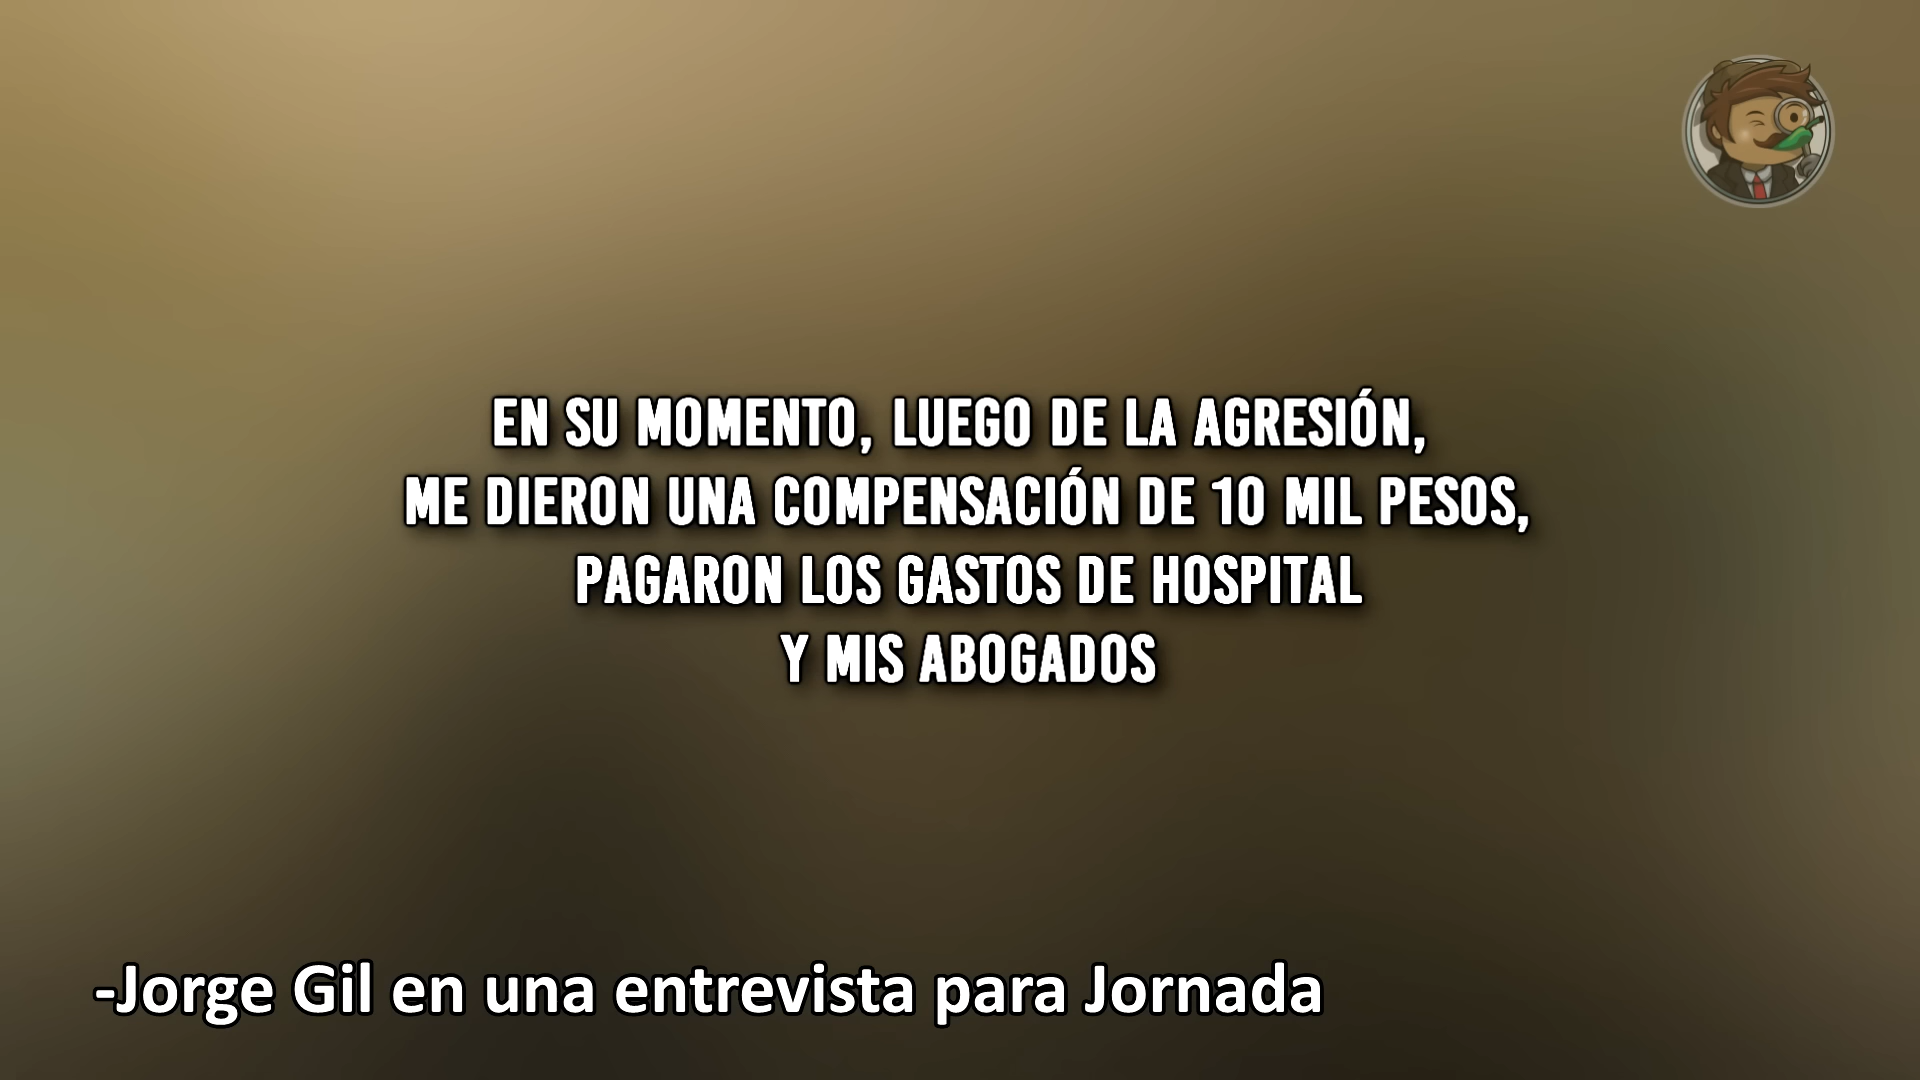 EN SU MOMENTO, LUEGO DE LA AGRESIÓN,
ME DIERON UNA COMPENSACIÓN DE 10 MIL PESOS,
PAGARON LOS GASTOS DE HOSPITAL
Y MIS ABOGADOS
-Jorge Gil en una entrevista para Jornada